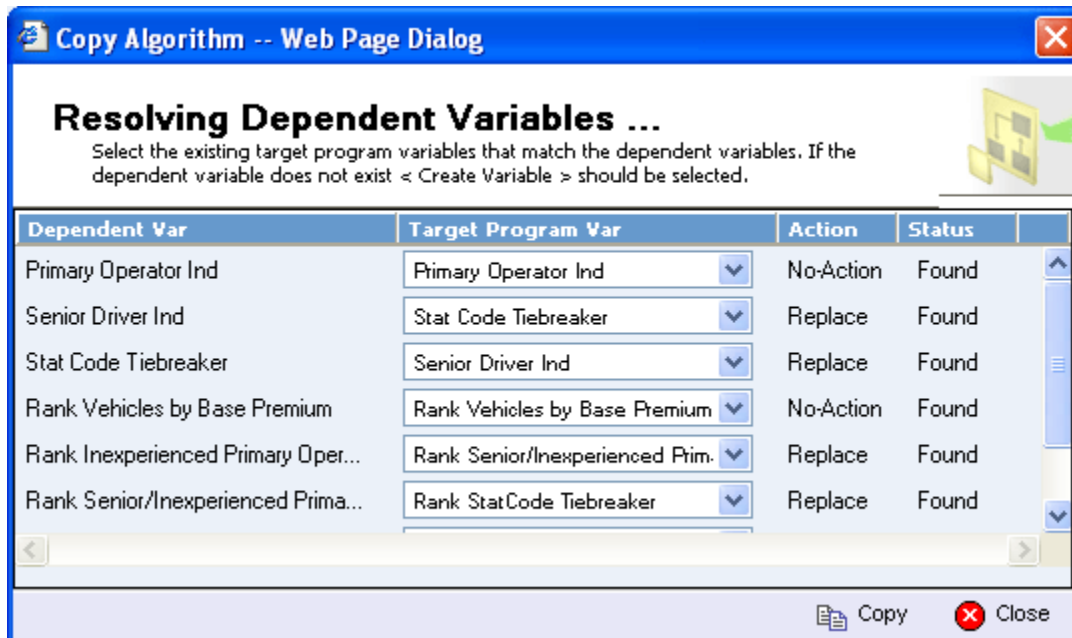 Copy Algorithm -- Web Page Dialog
Resolving Dependent Variables ...
Select the existing target program variables that match the dependent variables. If the
dependent variable does not exist < Create Variable > should be selected.
Dependent Var Target Program Var Action Status
Primary Operator Ind Primary Operator Ind No-Action Found
Senior Driver Ind Stat Code Tiebreaker Replace Found
Stat Code Tiebreaker Senior Driver Ind Replace Found
Rank Vehicles by Base Premium Rank Vehicles by Base Premium No-Action Found
Rank Inexperienced Primary Oper... Rank Senior/Inexperienced Prim Replace Found
Rank Senior/Inexperienced Prima... Rank StatCode Tiebreaker Replace Found
Copy Close